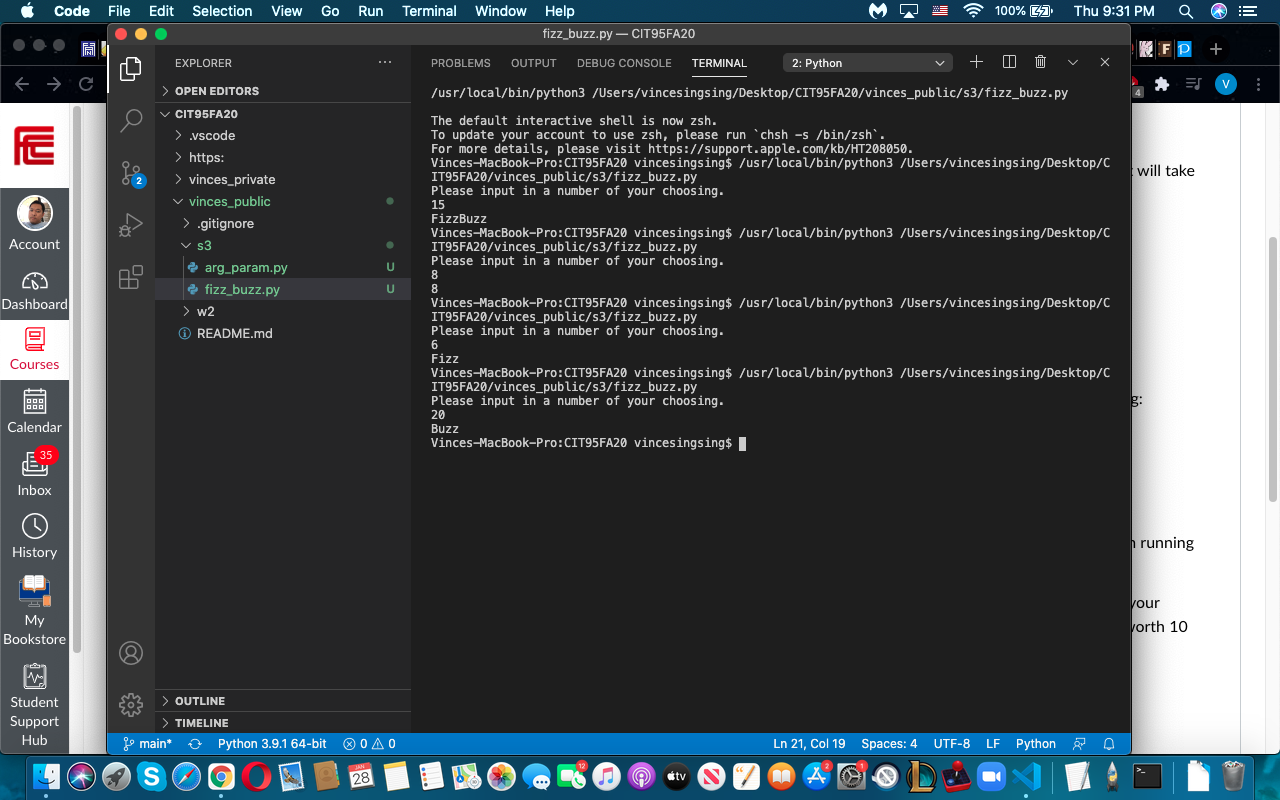 Code File Edit Selection View Go Run Terminal Window Help 100% Thu 9:31 PM
fizz_buzz.py — CIT95FA20
EXPLORER
PROBLEMS OUTPUT DEBUG CONSOLE TERMINAL 2: Python
OPEN EDITORS
CIT95FA20
.vscode
https:
vinces_private
vinces_public
.gitignore
s3
arg_param.py U
fizz_buzz.py U
w2
README.md
OUTLINE
TIMELINE
2
/usr/local/bin/python3 /Users/vincesingsing/Desktop/CIT95FA20/vinces_public/s3/fizz_buzz.py
The default interactive shell is now zsh.
To update your account to use zsh, please run `chsh -s /bin/zsh`.
For more details, please visit https://support.apple.com/kb/HT208050.
Vinces-MacBook-Pro:CIT95FA20 vincesingsing$ /usr/local/bin/python3 /Users/vincesingsing/Desktop/C
IT95FA20/vinces_public/s3/fizz_buzz.py
Please input in a number of your choosing.
15
FizzBuzz
Vinces-MacBook-Pro:CIT95FA20 vincesingsing$ /usr/local/bin/python3 /Users/vincesingsing/Desktop/C
IT95FA20/vinces_public/s3/fizz_buzz.py
Please input in a number of your choosing.
8
8
Vinces-MacBook-Pro:CIT95FA20 vincesingsing$ /usr/local/bin/python3 /Users/vincesingsing/Desktop/C
IT95FA20/vinces_public/s3/fizz_buzz.py
Please input in a number of your choosing.
6
Fizz
Vinces-MacBook-Pro:CIT95FA20 vincesingsing$ /usr/local/bin/python3 /Users/vincesingsing/Desktop/C
IT95FA20/vinces_public/s3/fizz_buzz.py
Please input in a number of your choosing.
20
Buzz
Vinces-MacBook-Pro:CIT95FA20 vincesingsing$
main* Python 3.9.1 64-bit 0 0 Ln 21, Col 19 Spaces: 4 UTF-8 LF Python
Account
Dashboard
Courses
Calendar
35
Inbox
History
My
Bookstore
Student
Support
Hub
F
4
V
will take
g:
running
your
worth 10
JAN
28
12
tv
2
1